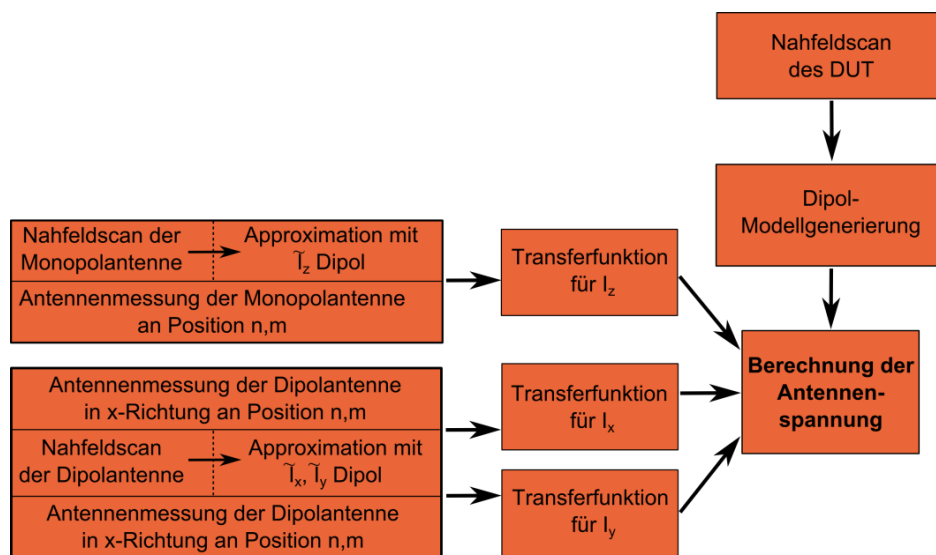 Nahfeldscan
des DUT
Dipol-
Modellgenerierung
Nahfeldscan der
Monopolantenne
Approximation mit
Ĩz Dipol
Antennenmessung der Monopolantenne
an Position n,m
Transferfunktion
für Iz
Berechnung der
Antennen-
spannung
Antennenmessung der Dipolantenne
in x-Richtung an Position n,m
Transferfunktion
für Ix
Nahfeldscan
der Dipolantenne
Approximation mit
Ĩx, Ĩy Dipol
Antennenmessung der Dipolantenne
in x-Richtung an Position n,m
Transferfunktion
für Iy